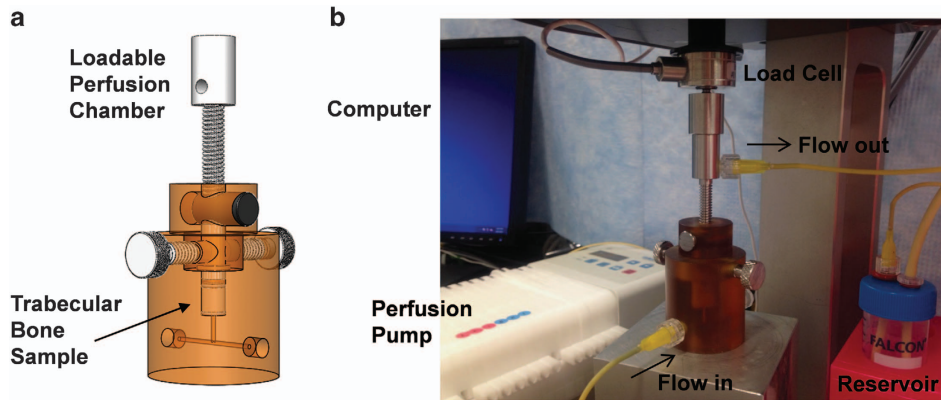 a
Loadable
Perfusion
Chamber
Trabecular
Bone
Sample
b
Computer
Load Cell
Flow out
Perfusion
Pump
Flow in
FALCON
Reservoir